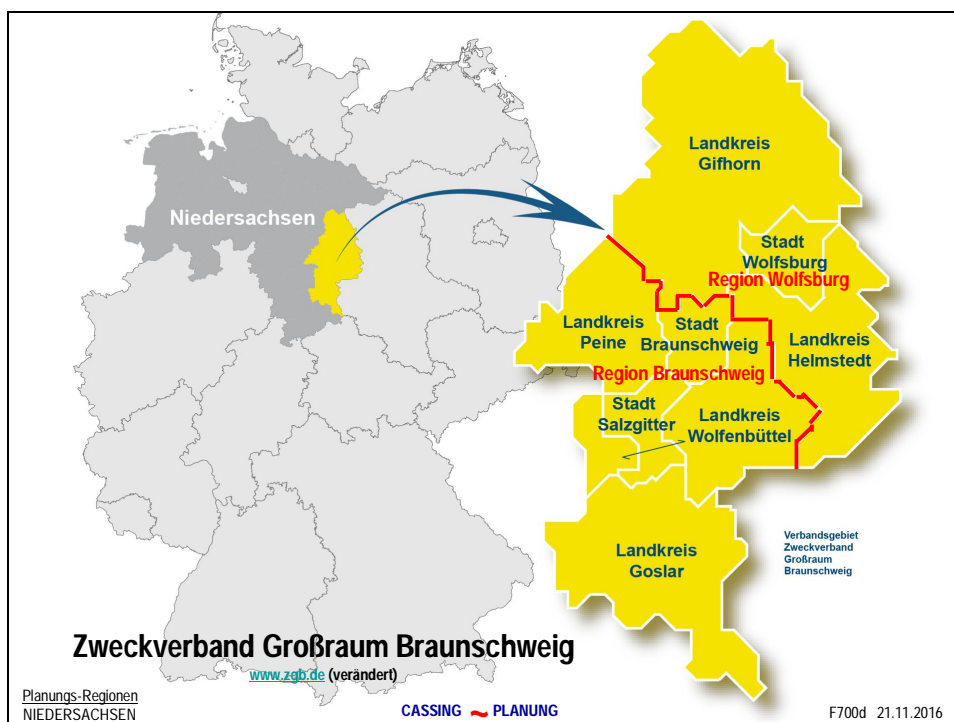 Niedersachsen
Landkreis
Gifhorn
Stadt
Wolfsburg
Region Wolfsburg
Landkreis
Peine
Stadt
Braunschweig
Landkreis
Helmstedt
Region Braunschweig
Stadt
Salzgitter
Landkreis
Wolfenbüttel
Landkreis
Goslar
Verbandsgebiet
Zweckverband
Großraum
Braunschweig
Zweckverband Großraum Braunschweig
www.zgb.de (verändert)
Planungs-Regionen
NIEDERSACHSEN
CASSING ~ PLANUNG
F700d 21.11.2016